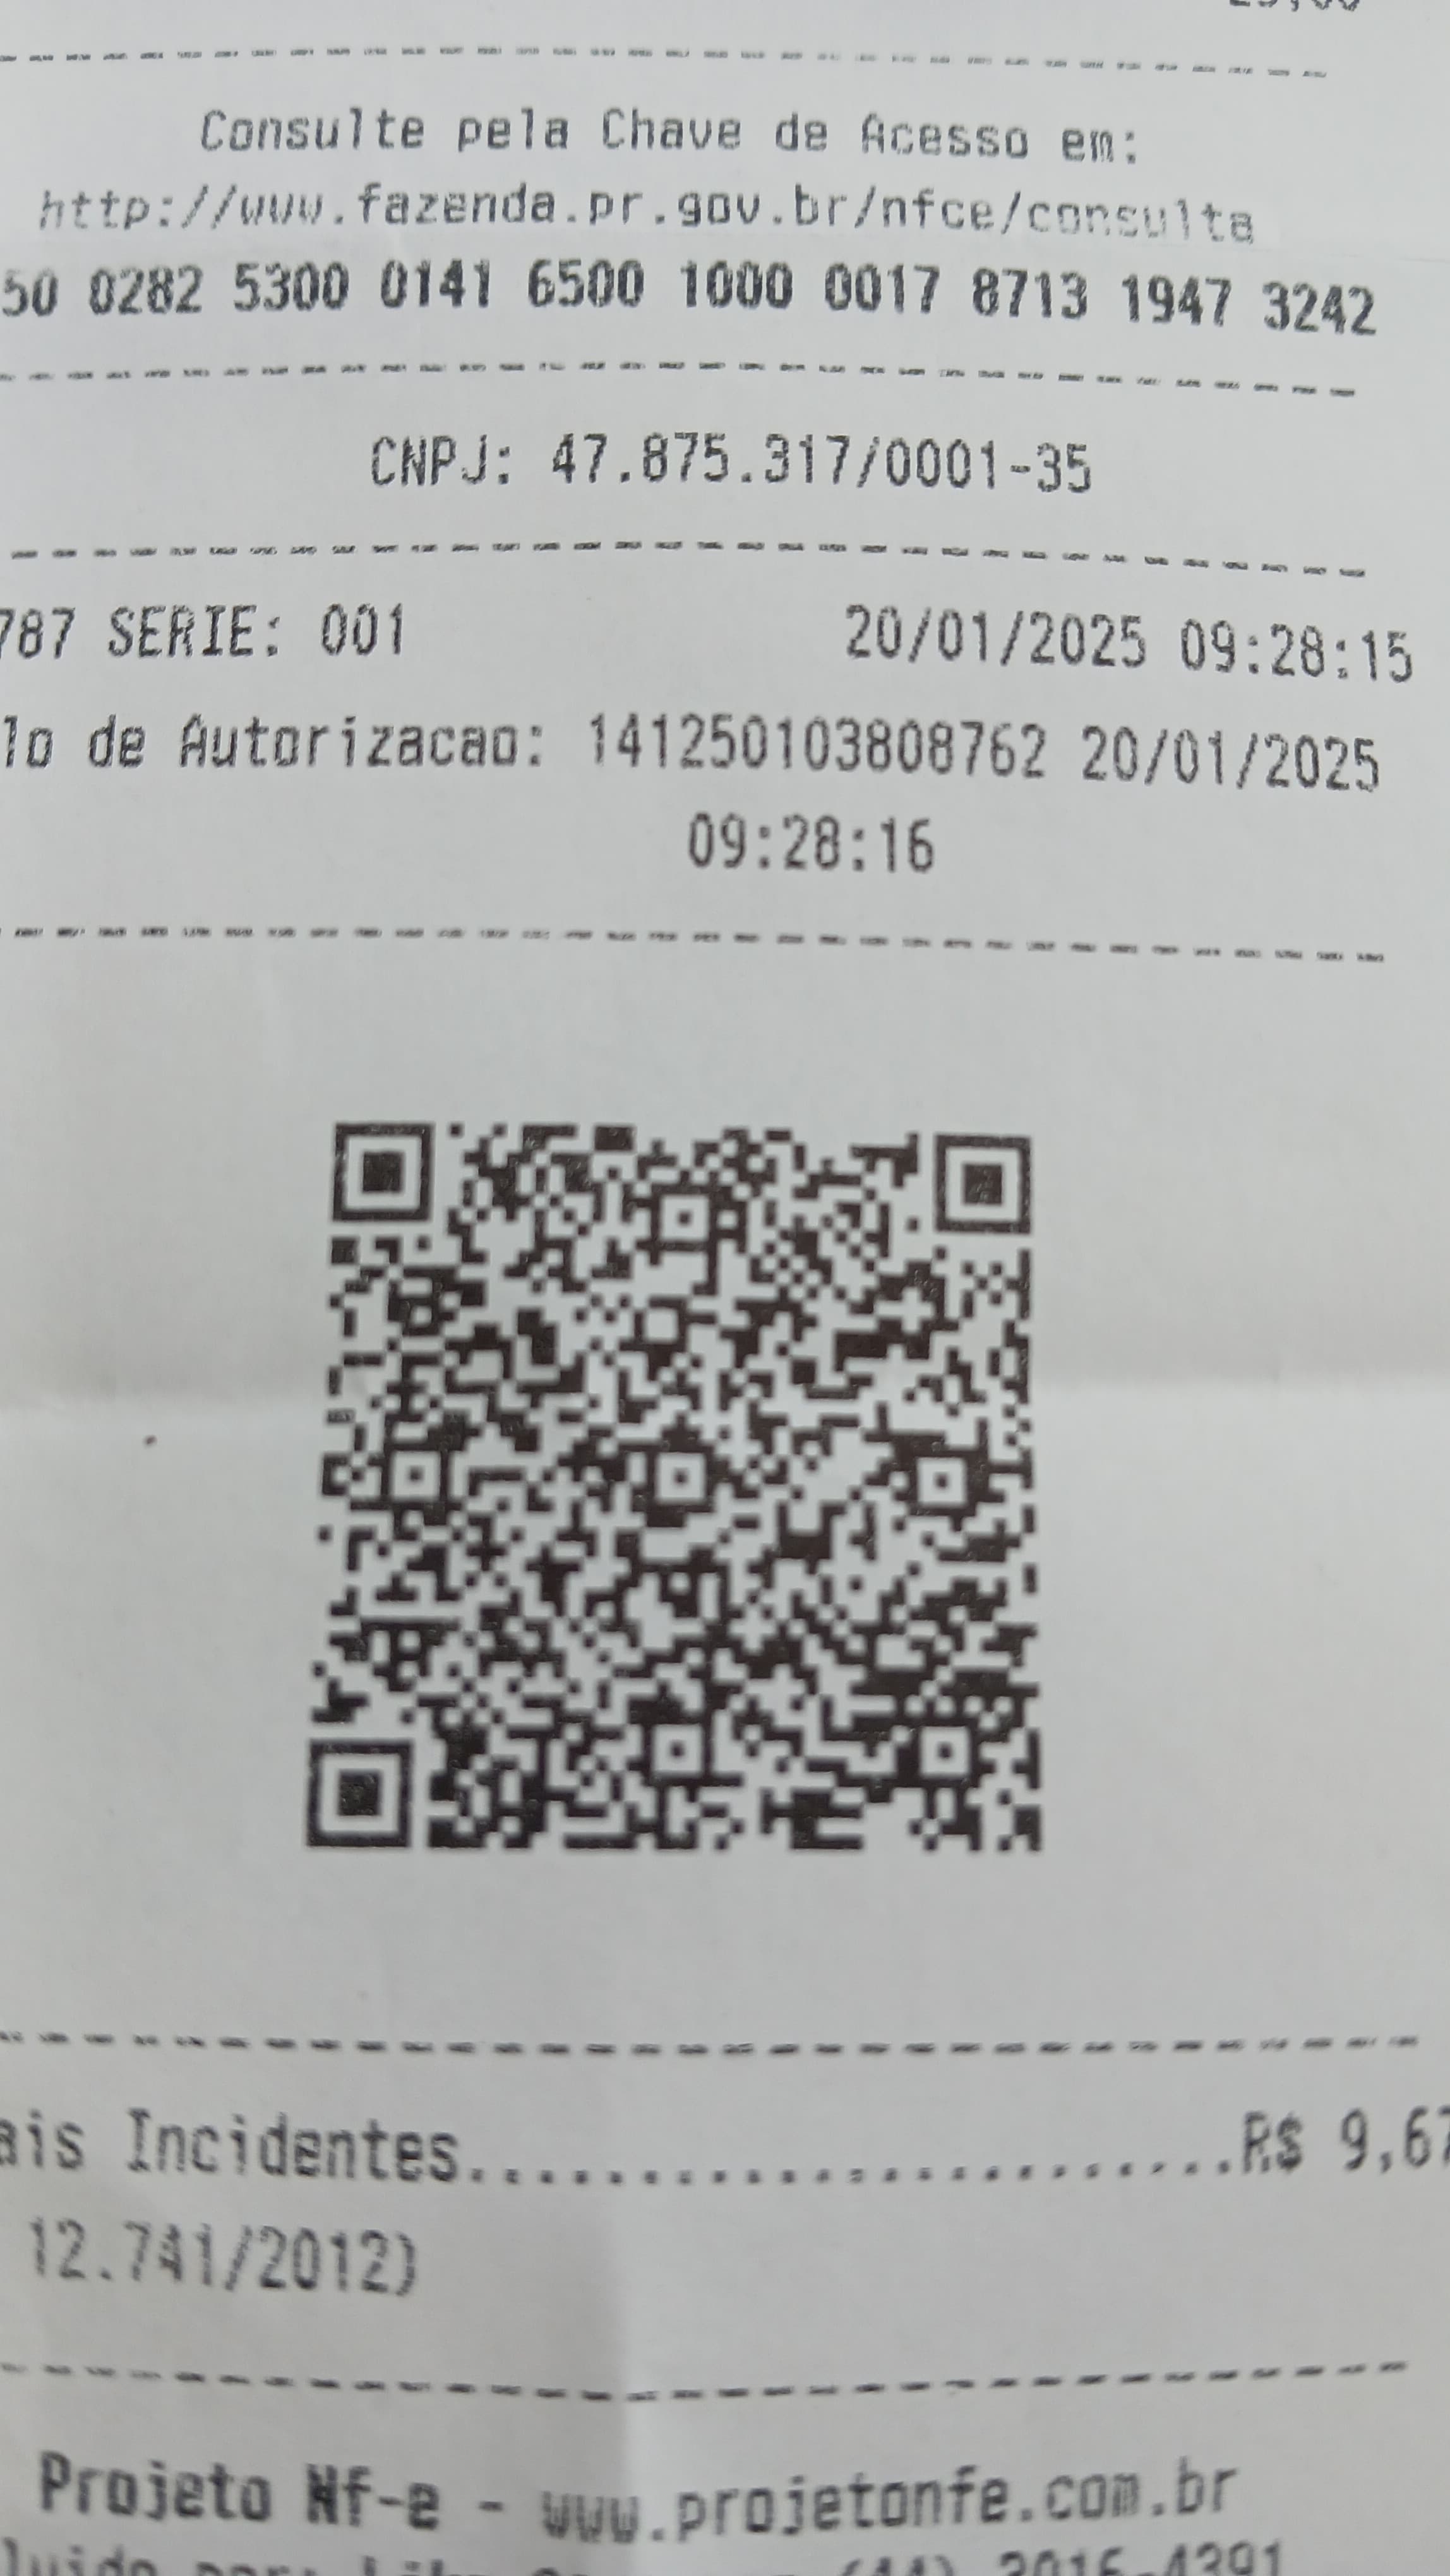 Consulte pela Chave de Acesso em:
http://www.fazenda.pr.gov.br/nfce/consulta
50 0282 5300 0141 6500 1000 0017 8713 1947 3242
CNPJ: 47.875.317/0001-35
787 SERIE: 001 20/01/2025 09:28:15
lo de Autorizacao: 141250103808762 20/01/2025
09:28:16
ais Incidentes..................................R$ 9,67
12.741/2012)
Projeto Nf-e - www.projetonfe.com.br
(44) 3016-4391